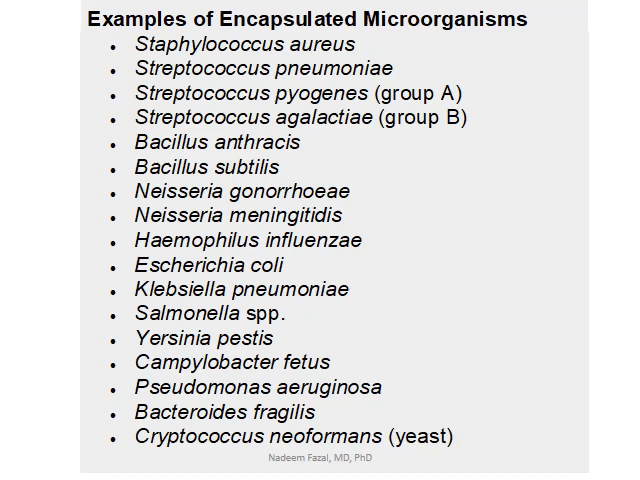 Examples of Encapsulated Microorganisms
• Staphylococcus aureus
• Streptococcus pneumoniae
• Streptococcus pyogenes (group A)
• Streptococcus agalactiae (group B)
• Bacillus anthracis
• Bacillus subtilis
• Neisseria gonorrhoeae
• Neisseria meningitidis
• Haemophilus influenzae
• Escherichia coli
• Klebsiella pneumoniae
• Salmonella spp.
• Yersinia pestis
• Campylobacter fetus
• Pseudomonas aeruginosa
• Bacteroides fragilis
• Cryptococcus neoformans (yeast)
Nadeem Fazal, MD, PhD